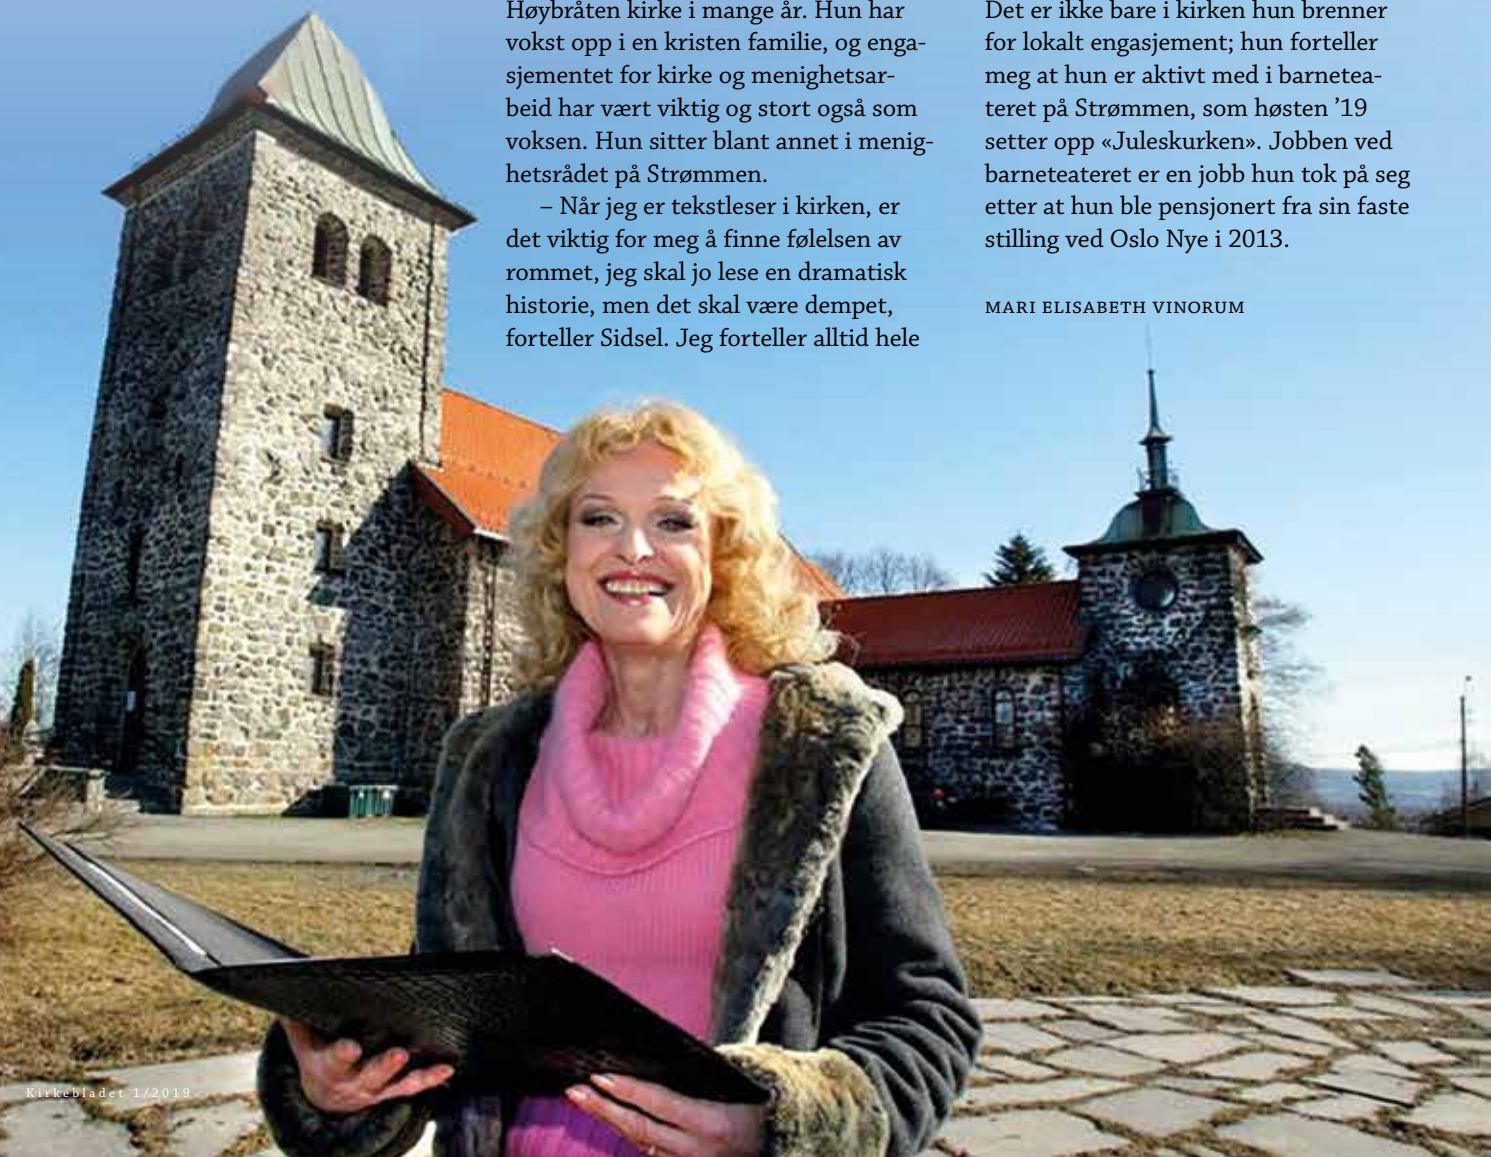 Høybråten kirke i mange år. Hun har
vokst opp i en kristen familie, og enga-
sjementet for kirke og menighetsar-
beid har vært viktig og stort også som
voksen. Hun sitter blant annet i menig-
hetsrådet på Strømmen.
– Når jeg er tekstleser i kirken, er
det viktig for meg å finne følelsen av
rommet, jeg skal jo lese en dramatisk
historie, men det skal være dempet,
forteller Sidsel. Jeg forteller alltid hele
Det er ikke bare i kirken hun brenner
for lokalt engasjement; hun forteller
meg at hun er aktivt med i barnetea-
teret på Strømmen, som høsten ’19
setter opp «Juleskurken». Jobben ved
barneteateret er en jobb hun tok på seg
etter at hun ble pensjonert fra sin faste
stilling ved Oslo Nye i 2013.
MARI ELISABETH VINORUM
Kirkebladet 1/2019